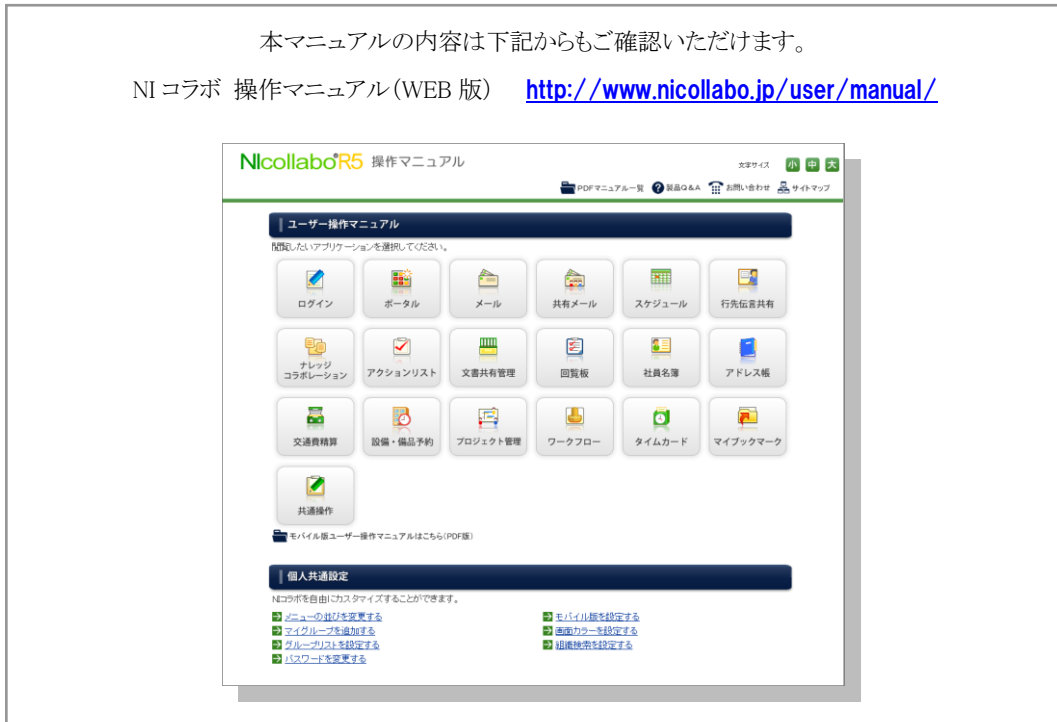 本マニュアルの内容は下記からもご確認いただけます。
NI コラボ 操作マニュアル(WEB 版) http://www.nicollabo.jp/user/manual/
NIcollabo R5 操作マニュアル
文字サイズ 小 中 大
PDFマニュアル一覧 製品Q&A お問い合わせ サイトマップ
ユーザー操作マニュアル
閲覧したいアプリケーションを選択してください。
ログイン ポータル メール 共有メール スケジュール 行先伝言共有
ナレッジ
コラボレーション アクションリスト 文書共有管理 回覧板 社員名簿 アドレス帳
交通費精算 設備・備品予約 プロジェクト管理 ワークフロー タイムカード マイブックマーク
共通操作
モバイル版ユーザー操作マニュアルはこちら(PDF版)
個人共通設定
NIコラボを自由にカスタマイズすることができます。
メニューの並びを変更する モバイル版を設定する
マイグループを追加する 画面カラーを設定する
グループリストを設定する 組織検索を設定する
パスワードを変更する